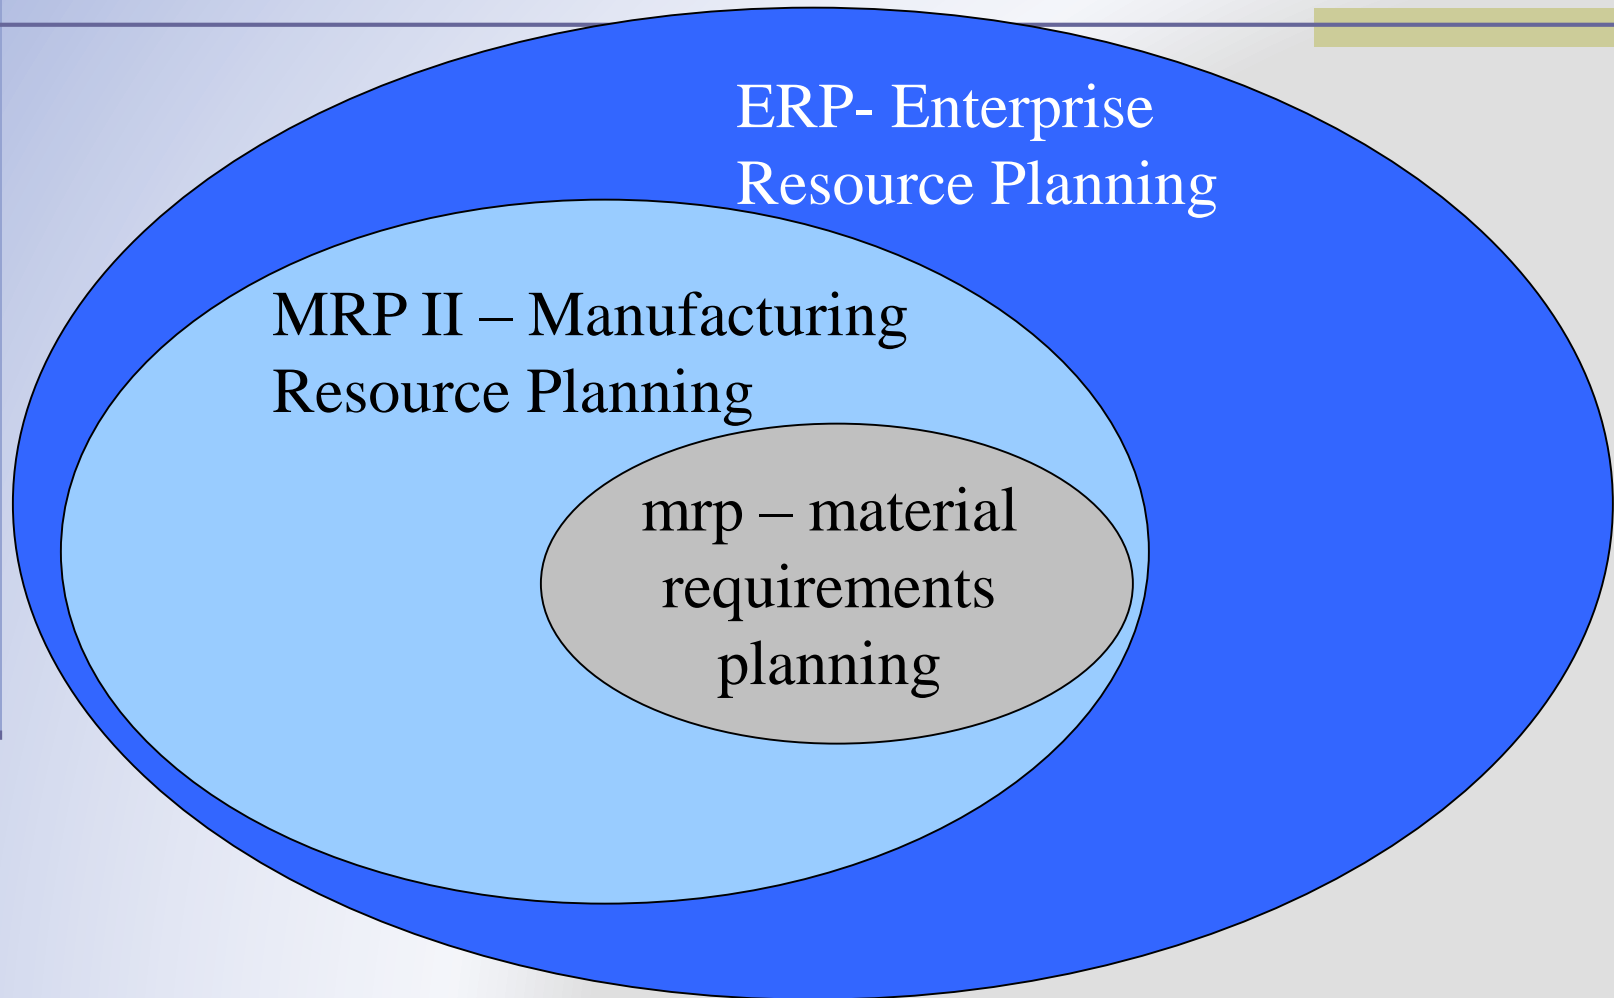 ERP- Enterprise
Resource Planning
MRP II – Manufacturing
Resource Planning
mrp – material
requirements
planning